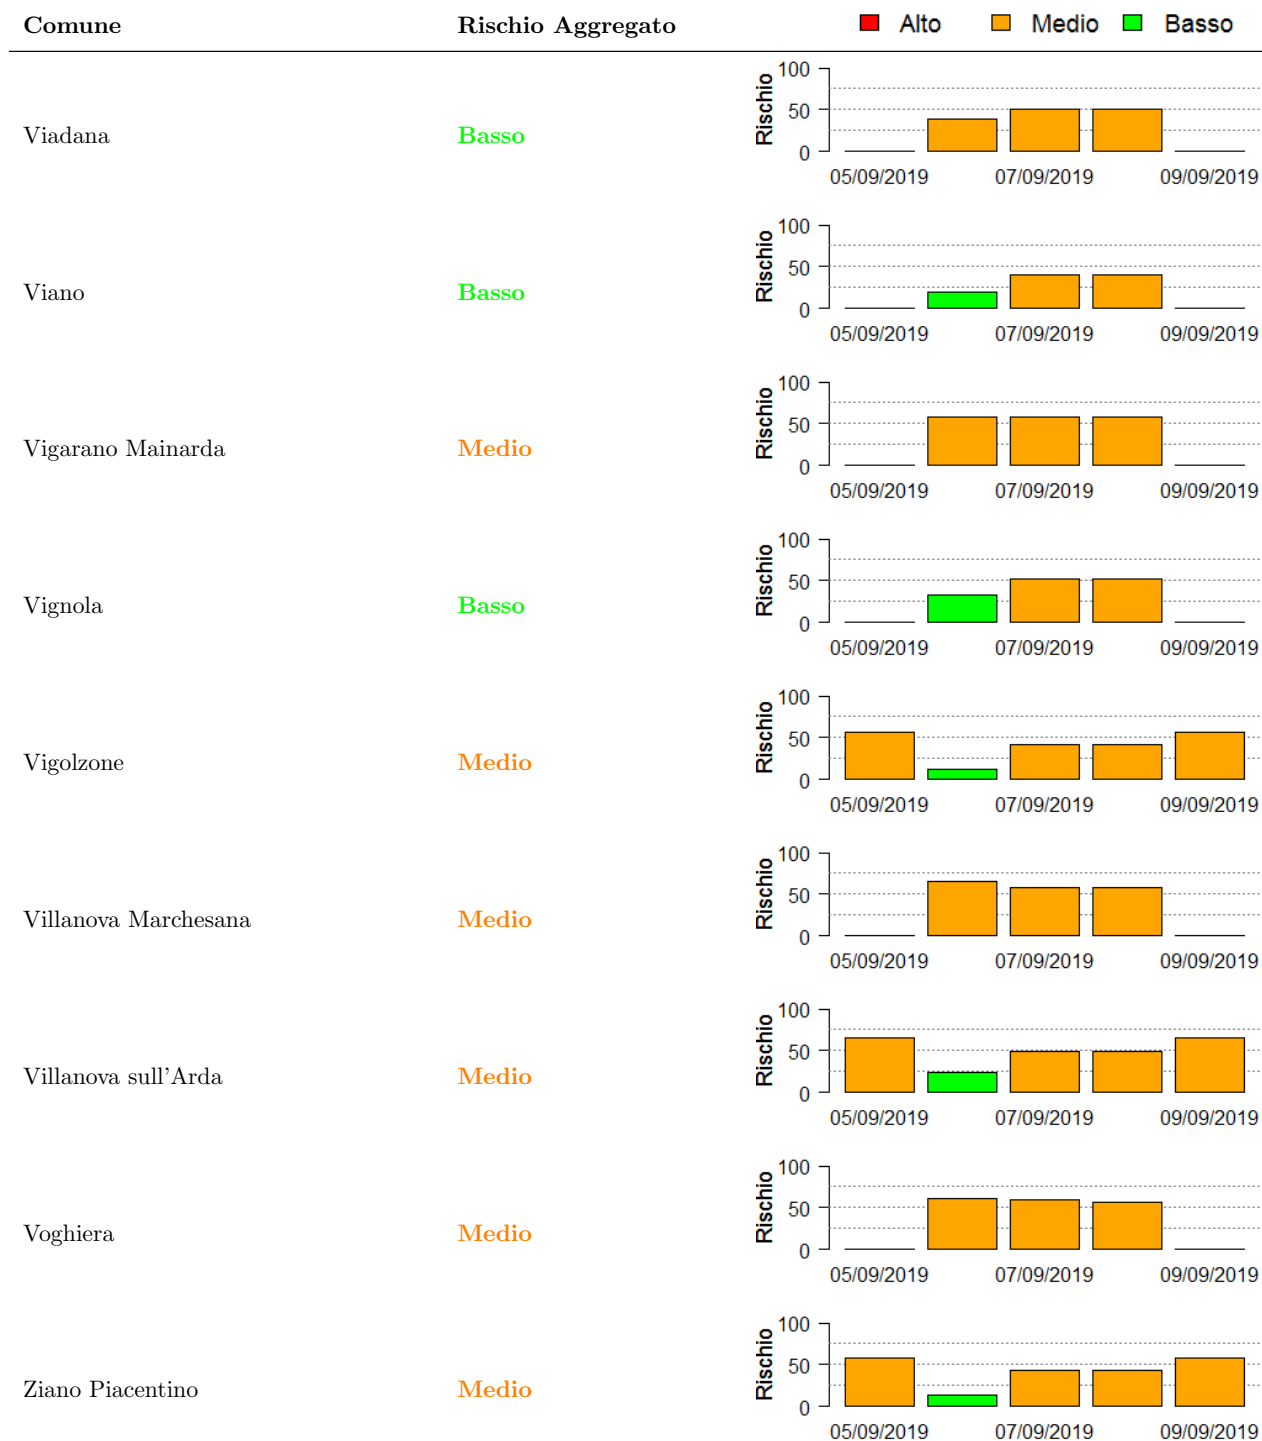 Comune Rischio Aggregato Alto Medio Basso
100
50
0
Rischio
Viadana Basso
05/09/2019 07/09/2019 09/09/2019
100
50
0
Rischio
Viano Basso
05/09/2019 07/09/2019 09/09/2019
100
50
0
Rischio
Vigarano Mainarda Medio
05/09/2019 07/09/2019 09/09/2019
100
50
0
Rischio
Vignola Basso
05/09/2019 07/09/2019 09/09/2019
100
50
0
Rischio
Vigolzone Medio
05/09/2019 07/09/2019 09/09/2019
100
50
0
Rischio
Villanova Marchesana Medio
05/09/2019 07/09/2019 09/09/2019
100
50
0
Rischio
Villanova sull'Arda Medio
05/09/2019 07/09/2019 09/09/2019
100
50
0
Rischio
Voghiera Medio
05/09/2019 07/09/2019 09/09/2019
100
50
0
Rischio
Ziano Piacentino Medio
05/09/2019 07/09/2019 09/09/2019